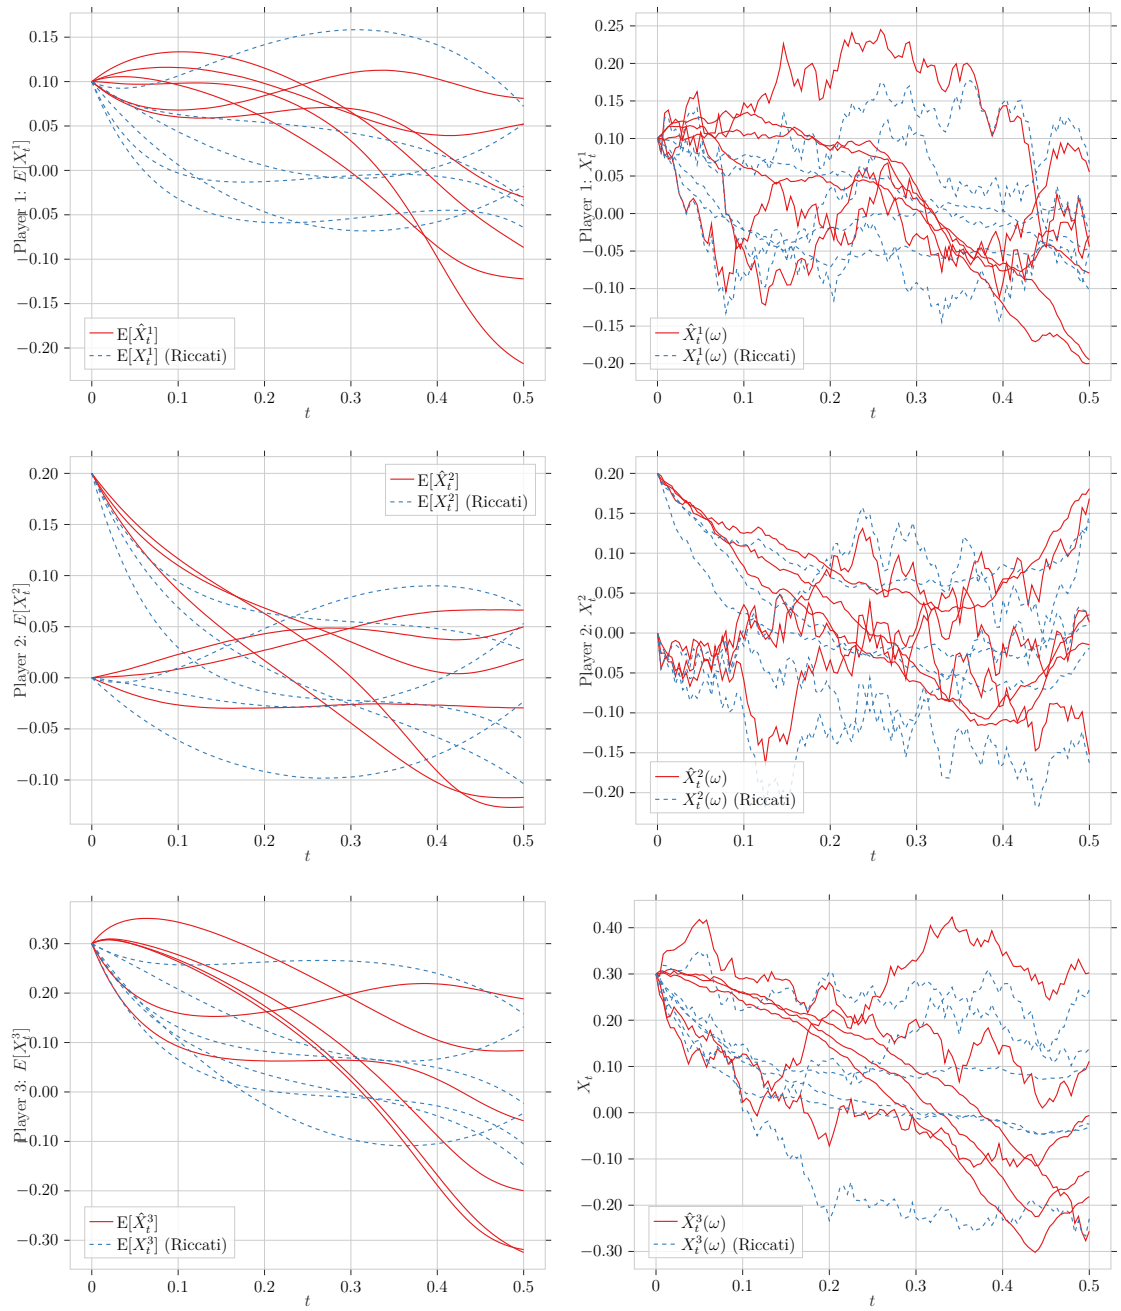 0.15
0.10
0.05
0.00
−0.05
−0.10
−0.15
−0.20
Player 1: E[X_t^1]
E[X̂_t^1]
E[X_t^1] (Riccati)
0 0.1 0.2 0.3 0.4 0.5
t
0.25
0.20
0.15
0.10
0.05
0.00
−0.05
−0.10
−0.15
−0.20
Player 1: X_t^1
X̂_t^1(ω)
X_t^1(ω) (Riccati)
0 0.1 0.2 0.3 0.4 0.5
t
0.20
0.15
0.10
0.05
0.00
−0.05
−0.10
Player 2: E[X_t^2]
E[X̂_t^2]
E[X_t^2] (Riccati)
0 0.1 0.2 0.3 0.4 0.5
t
0.20
0.15
0.10
0.05
0.00
−0.05
−0.10
−0.15
−0.20
Player 2: X_t^2
X̂_t^2(ω)
X_t^2(ω) (Riccati)
0 0.1 0.2 0.3 0.4 0.5
t
0.30
0.20
0.10
0.00
−0.10
−0.20
−0.30
Player 3: E[X_t^3]
E[X̂_t^3]
E[X_t^3] (Riccati)
0 0.1 0.2 0.3 0.4 0.5
t
0.40
0.30
0.20
0.10
0.00
−0.10
−0.20
−0.30
X_t
X̂_t^3(ω)
X_t^3(ω) (Riccati)
0 0.1 0.2 0.3 0.4 0.5
t